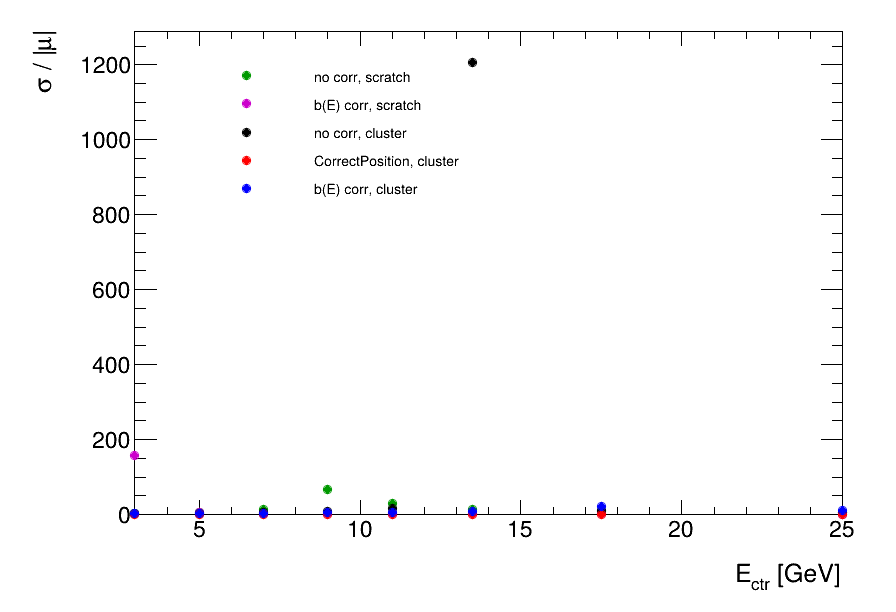 σ / |μ|
1200
1000
800
600
400
200
0
no corr, scratch
b(E) corr, scratch
no corr, cluster
CorrectPosition, cluster
b(E) corr, cluster
5 10 15 20 25
E_ctr [GeV]